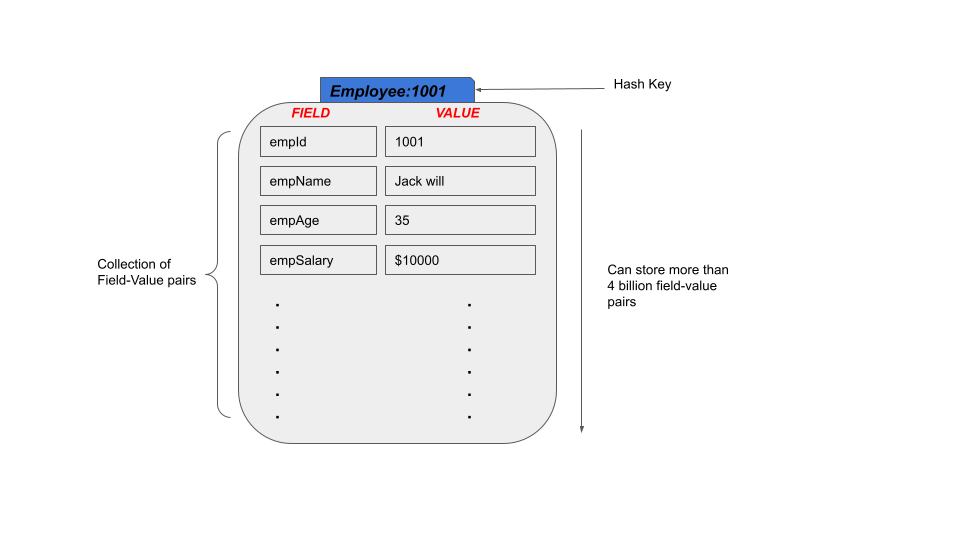 Employee:1001
Hash Key
FIELD VALUE
empId 1001
empName Jack will
empAge 35
empSalary $10000
Collection of
Field-Value pairs
Can store more than
4 billion field-value
pairs